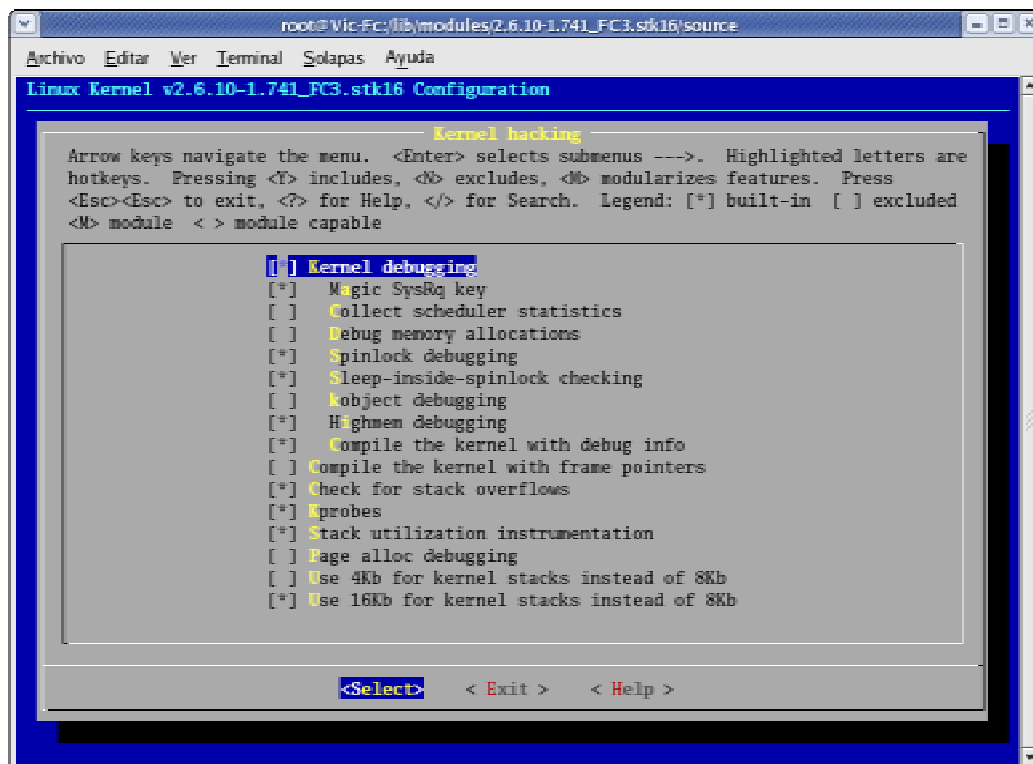 root@Vic-Fc:/lib/modules/2.6.10-1.741_FC3.stk16/source
Archivo Editar Ver Terminal Solapas Ayuda
Linux Kernel v2.6.10-1.741_FC3.stk16 Configuration
Kernel hacking
Arrow keys navigate the menu. <Enter> selects submenus --->. Highlighted letters are
hotkeys. Pressing <Y> includes, <N> excludes, <M> modularizes features. Press
<Esc><Esc> to exit, <?> for Help, </> for Search. Legend: [*] built-in [ ] excluded
<M> module < > module capable
[*] Kernel debugging
[*] Magic SysRq key
[ ] Collect scheduler statistics
[ ] Debug memory allocations
[*] Spinlock debugging
[*] Sleep-inside-spinlock checking
[ ] kobject debugging
[*] Highmem debugging
[*] Compile the kernel with debug info
[ ] Compile the kernel with frame pointers
[*] Check for stack overflows
[*] Kprobes
[*] Stack utilization instrumentation
[ ] Page alloc debugging
[ ] Use 4Kb for kernel stacks instead of 8Kb
[*] Use 16Kb for kernel stacks instead of 8Kb
<Select> < Exit > < Help >